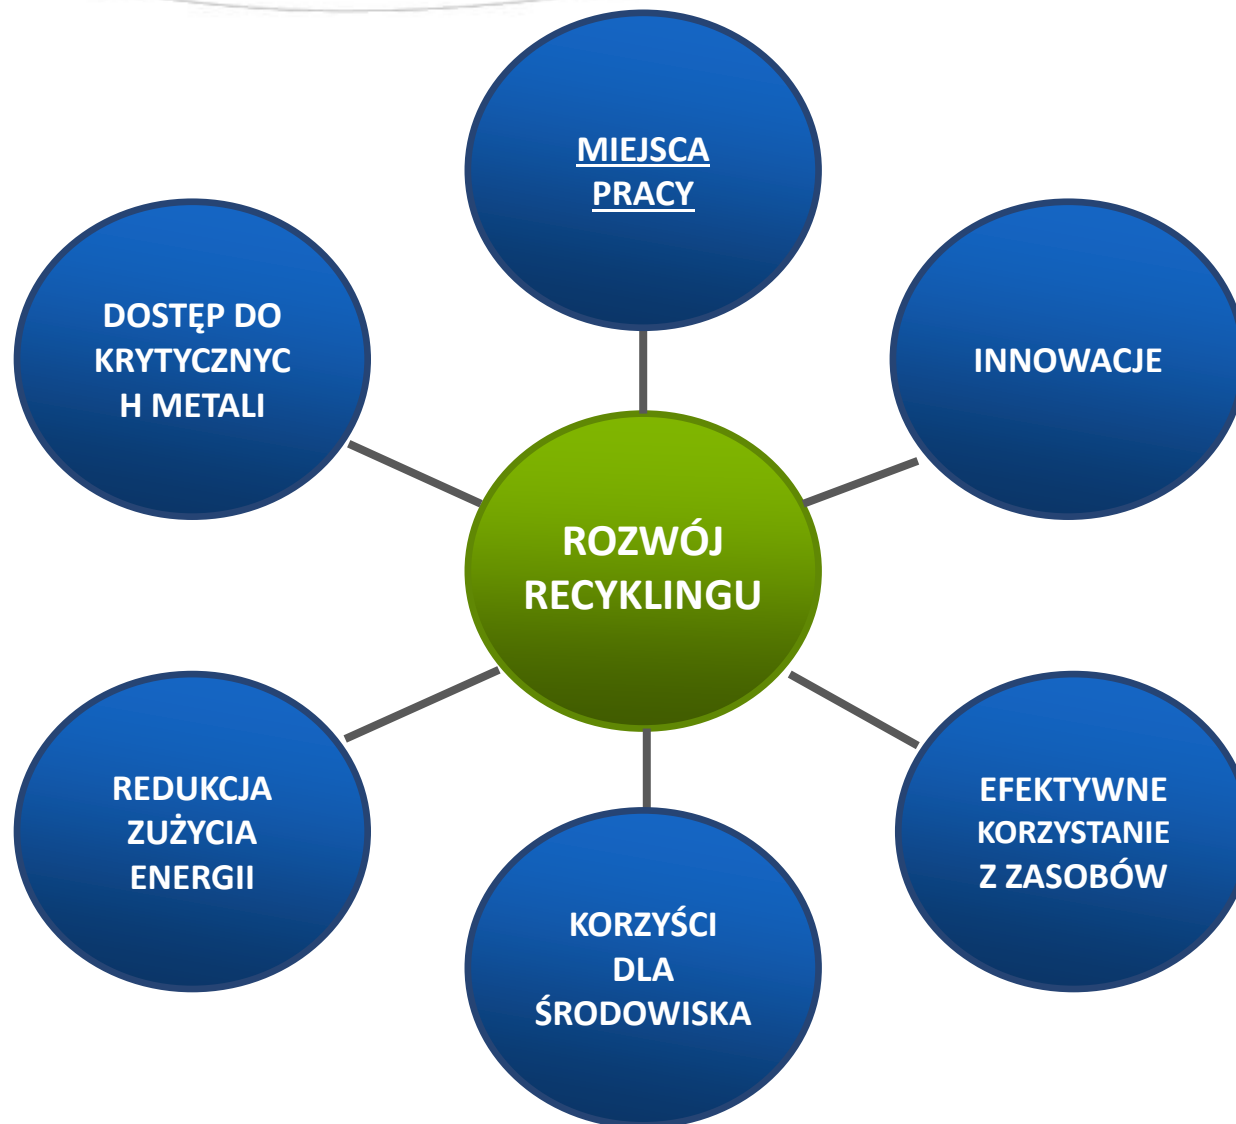 MIEJSCA
PRACY
DOSTĘP DO
KRYTYCZNYC
H METALI
INNOWACJE
ROZWÓJ
RECYKLINGU
REDUKCJA
ZUŻYCIA
ENERGII
EFEKTYWNE
KORZYSTANIE
Z ZASOBÓW
KORZYŚCI
DLA
ŚRODOWISKA